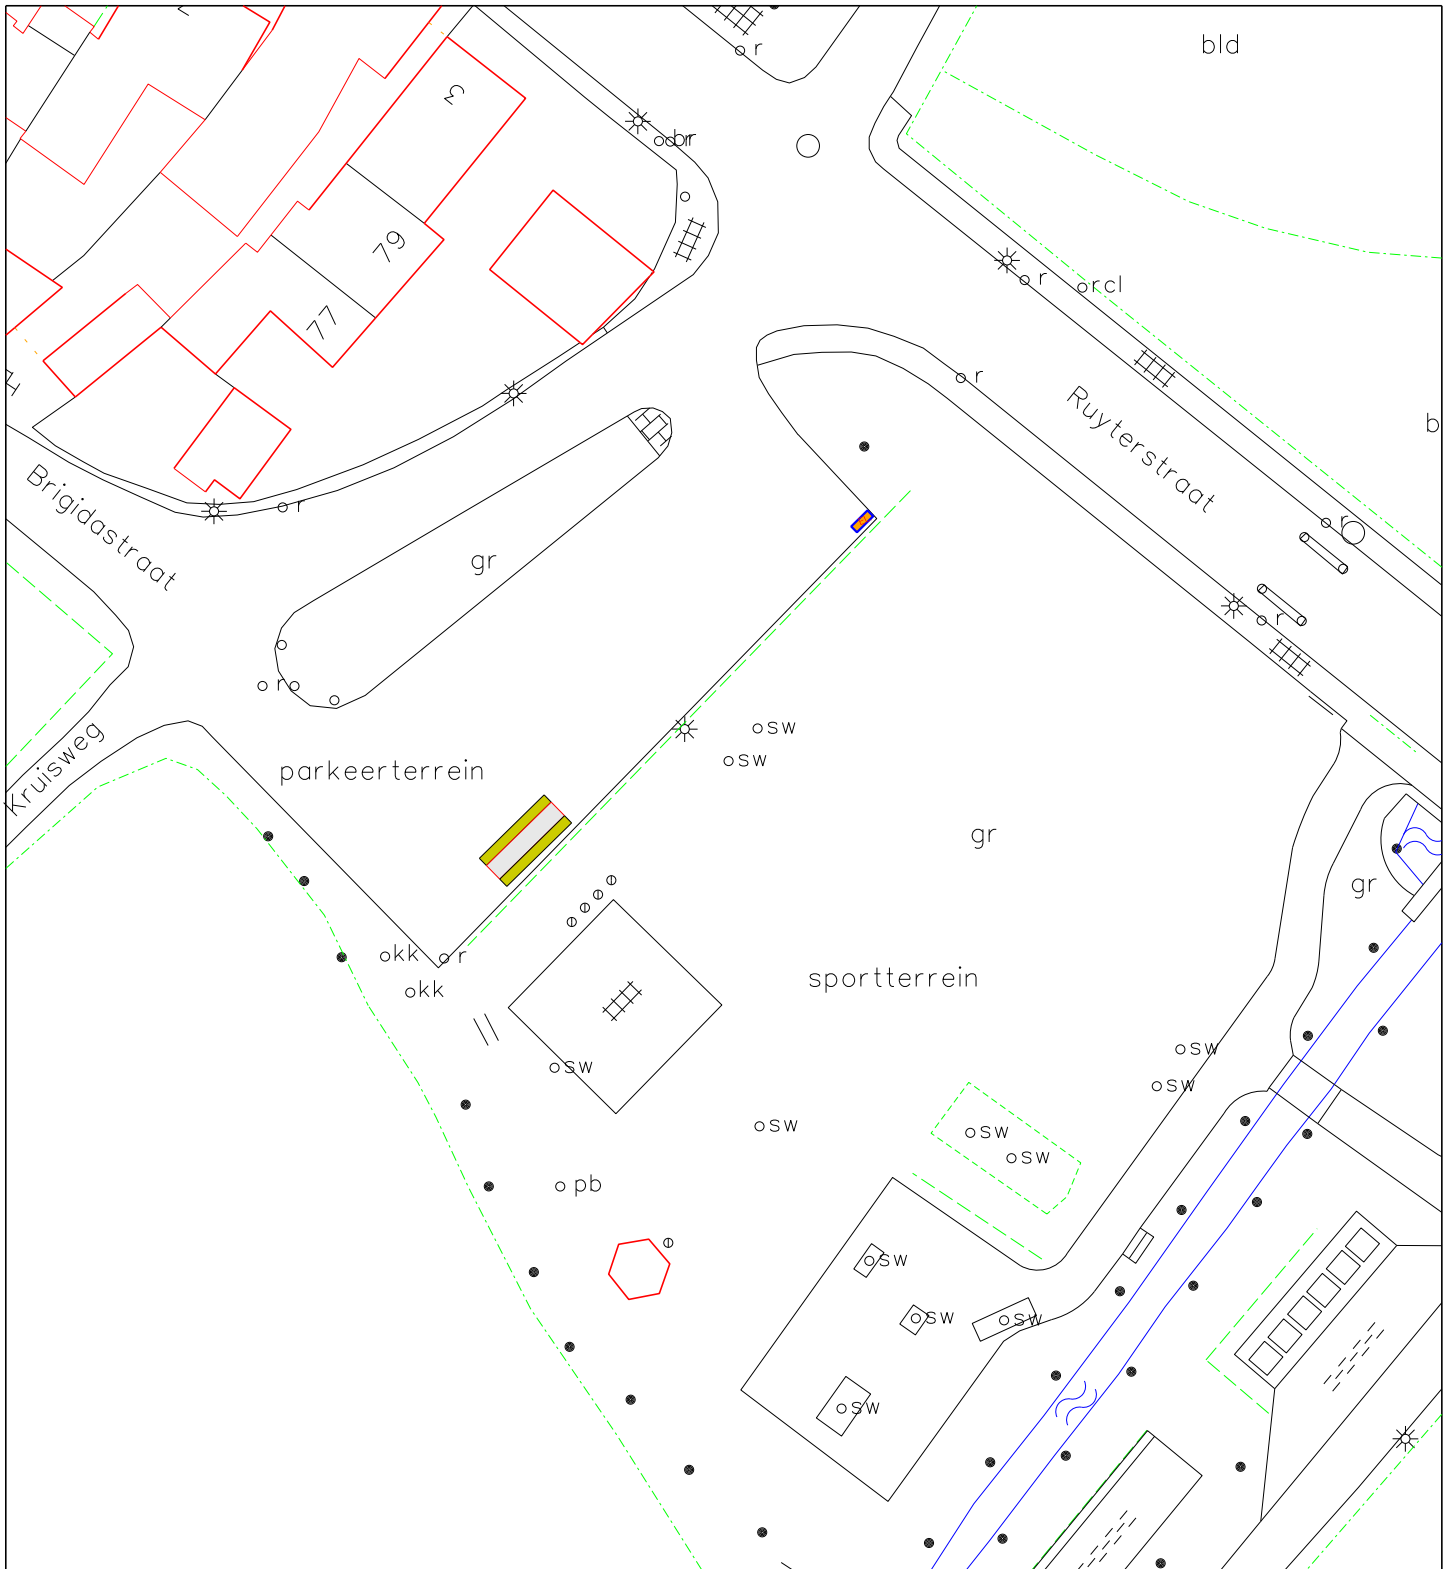 bld
r
3
br
79
r
rcl
77
r
Ruyterstraat
b
Brigidastraat
r
r
gr
r
r
Kruisweg
sw
sw
parkeerterrein
gr
gr
kk
r
kk
sportterrein
sw
sw
sw
sw
sw
sw
pb
sw
sw
sw
sw